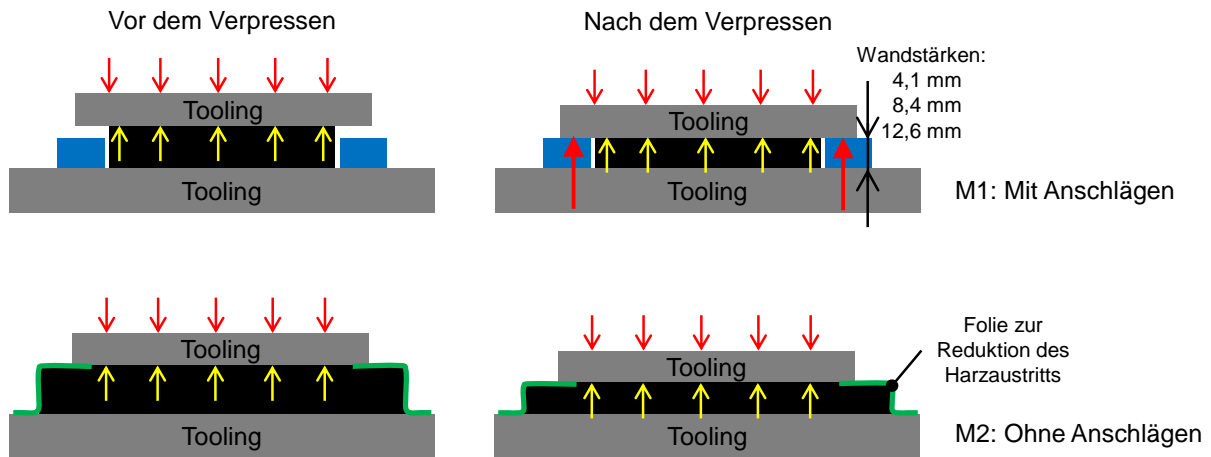 Vor dem Verpressen
Nach dem Verpressen
Wandstärken:
4,1 mm
8,4 mm
12,6 mm
Tooling
Tooling
Tooling
Tooling
M1: Mit Anschlägen
Tooling
Tooling
Folie zur
Reduktion des
Harzaustritts
Tooling
Tooling
M2: Ohne Anschlägen